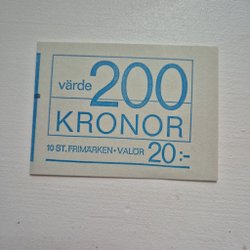 värde 200
KRONOR
10 ST. FRIMÄRKEN • VALÖR 20:-